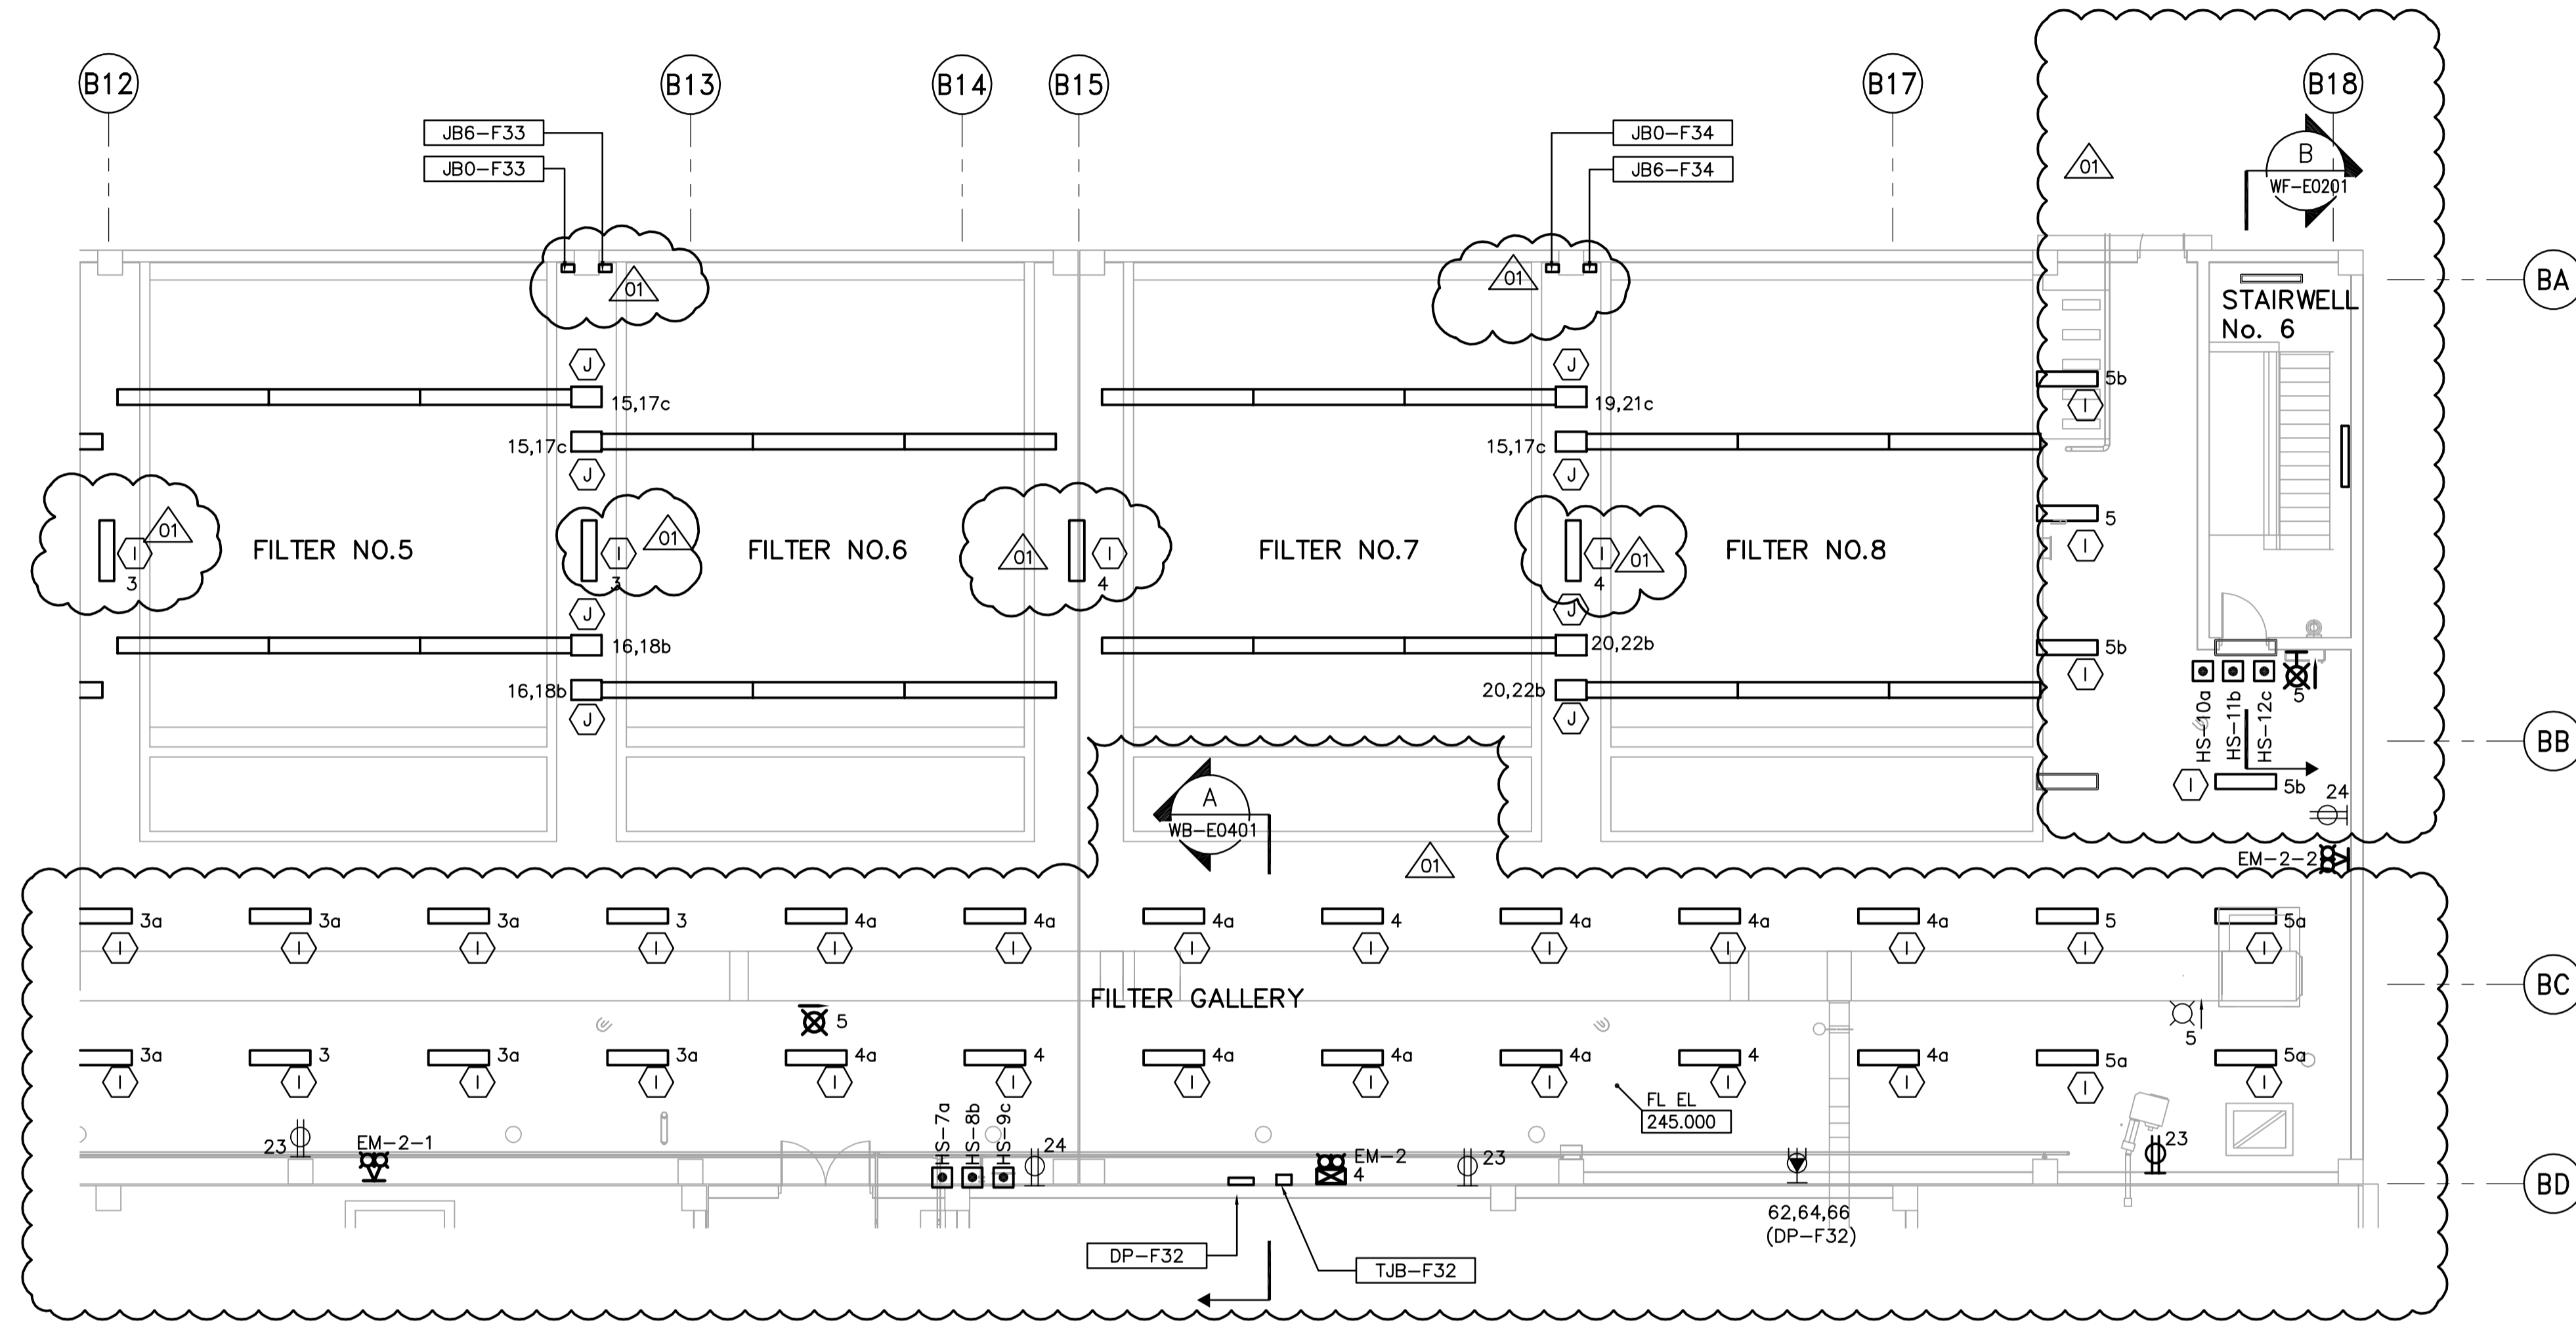 B12
B13
B14
B15
B17
B18
JB6-F33
JB0-F33
JB0-F34
JB6-F34
01
B
WF-E0201
01
01
BA
STAIRWELL
No. 6
J
J
5b
I
15,17c
19,21c
15,17c
15,17c
J
J
01
I
3
FILTER NO.5
I
01
3
FILTER NO.6
01
I
4
FILTER NO.7
I
01
4
FILTER NO.8
5
I
J
J
16,18b
20,22b
5b
I
16,18b
20,22b
J
J
5
HS-10a
HS-11b
HS-12c
BB
A
WB-E0401
I
5b
24
01
EM-2-2
3a
3a
3a
3
4a
4a
4a
4
4a
4a
4a
5
5a
I
I
I
I
I
I
I
I
I
I
I
I
I
BC
FILTER GALLERY
5
5
3a
3
3a
3a
4a
4
4a
4a
4a
4
4a
5a
5a
I
I
I
I
I
I
I
I
I
I
I
I
I
FL EL
245.000
23
EM-2-1
HS-7a
HS-8b
HS-9c
24
EM-2
4
23
23
BD
62,64,66
(DP-F32)
DP-F32
TJB-F32